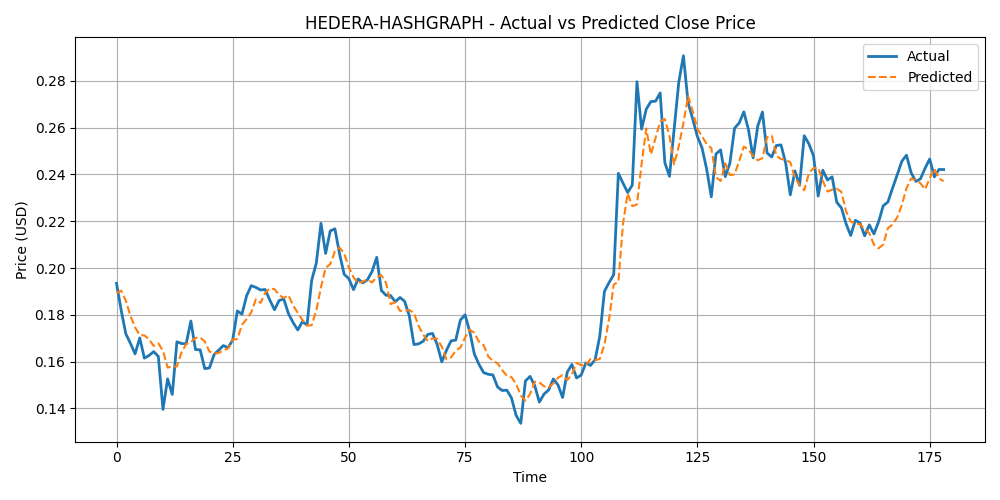 HEDERA-HASHGRAPH - Actual vs Predicted Close Price
Actual
Predicted
0.28
0.26
0.24
0.22
0.20
0.18
0.16
0.14
Price (USD)
0 25 50 75 100 125 150 175
Time